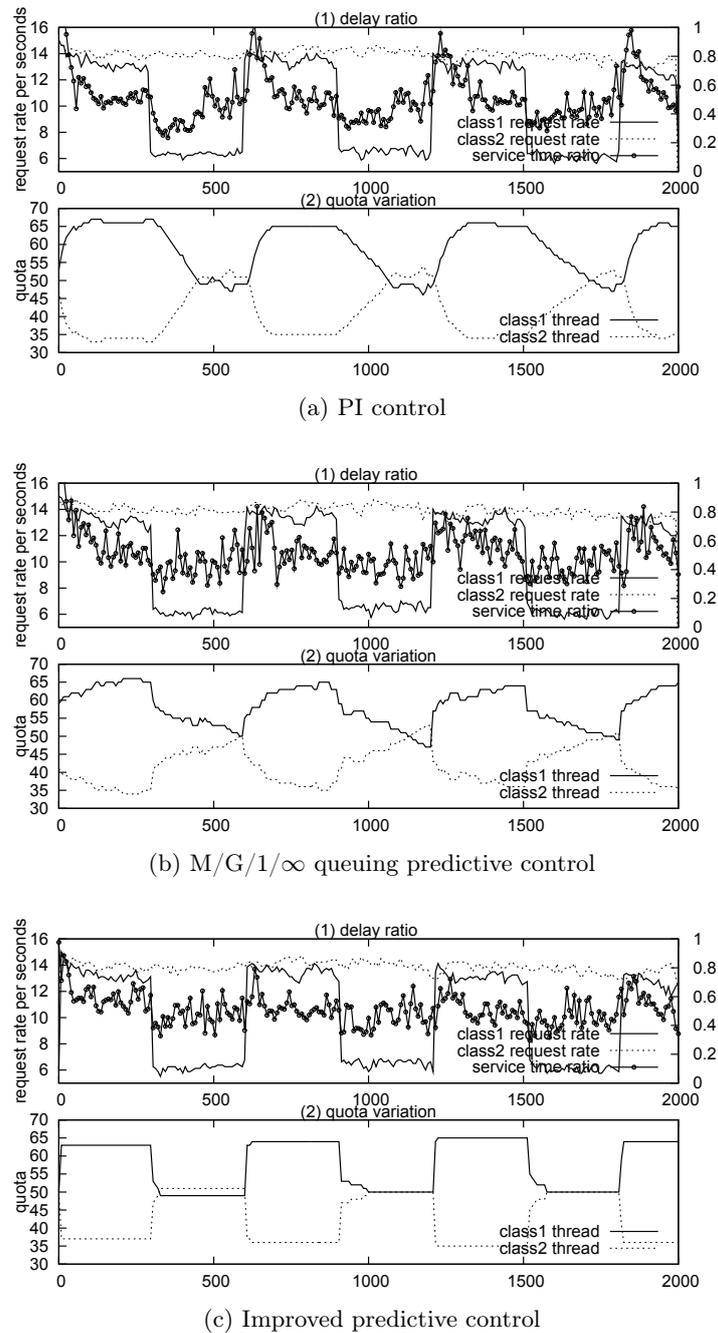 (1) delay ratio
request rate per seconds
16
14
12
10
8
6
1
0.8
0.6
0.4
0.2
0
class1 request rate
class2 request rate
service time ratio
0 500 1000 1500 2000
(2) quota variation
quota
70
65
60
55
50
45
40
35
30
class1 thread
class2 thread
0 500 1000 1500 2000
(a) PI control
(1) delay ratio
request rate per seconds
16
14
12
10
8
6
1
0.8
0.6
0.4
0.2
0
class1 request rate
class2 request rate
service time ratio
0 500 1000 1500 2000
(2) quota variation
quota
70
65
60
55
50
45
40
35
30
class1 thread
class2 thread
0 500 1000 1500 2000
(b) M/G/1/∞ queuing predictive control
(1) delay ratio
request rate per seconds
16
14
12
10
8
6
1
0.8
0.6
0.4
0.2
0
class1 request rate
class2 request rate
service time ratio
0 500 1000 1500 2000
(2) quota variation
quota
70
65
60
55
50
45
40
35
30
class1 thread
class2 thread
0 500 1000 1500 2000
(c) Improved predictive control